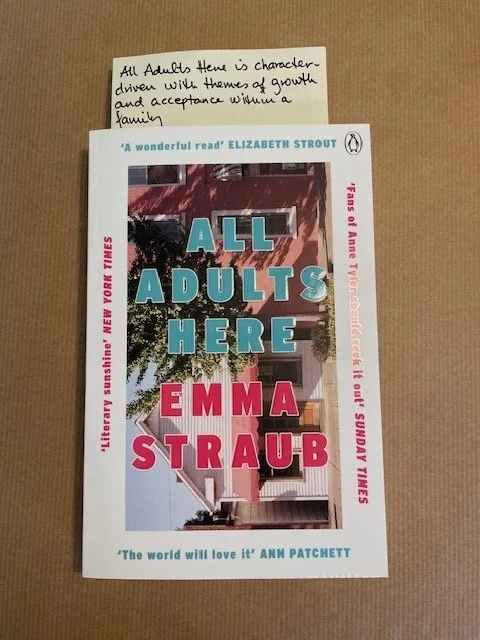 All Adults Here is character-
driven with themes of growth
and acceptance within a
family
'A wonderful read' ELIZABETH STROUT
'Literary sunshine' NEW YORK TIMES
ALL
ADULTS
HERE
EMMA
STRAUB
'Fans of Anne Tyler should seek it out' SUNDAY TIMES
'The world will love it' ANN PATCHETT